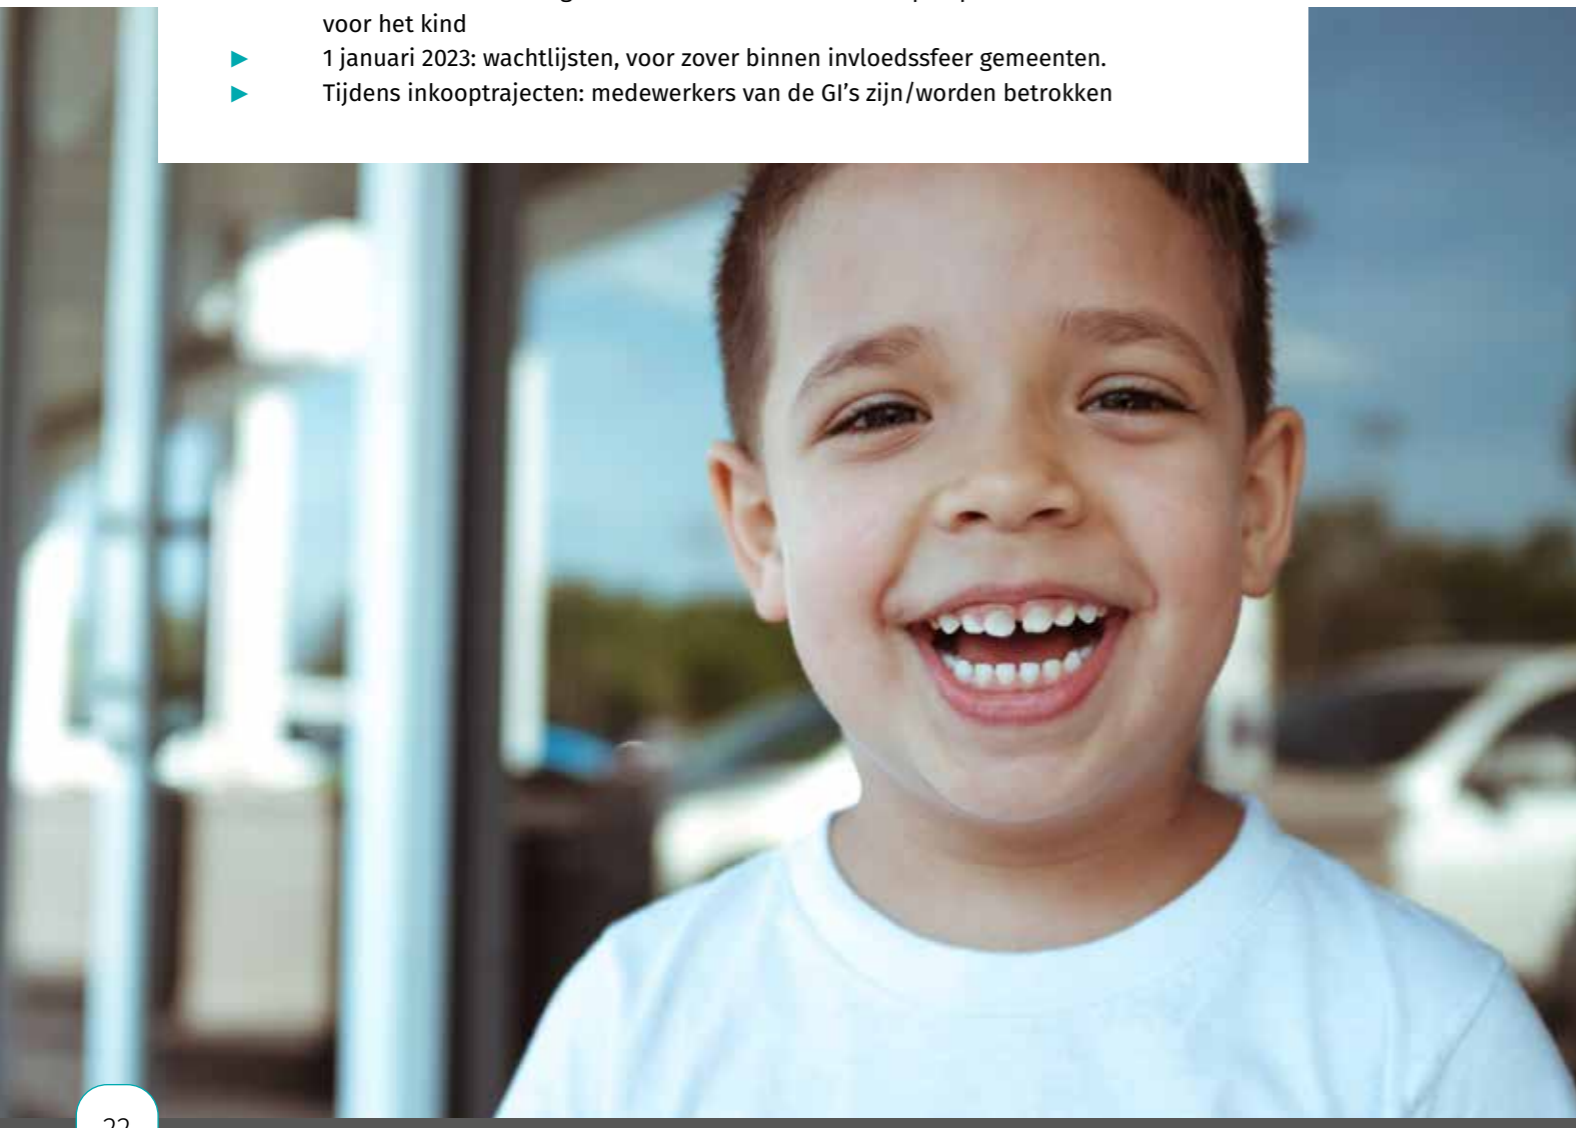 voor het kind
► 1 januari 2023: wachtlijsten, voor zover binnen invloedssfeer gemeenten.
► Tijdens inkooptrajecten: medewerkers van de GI's zijn/worden betrokken
22